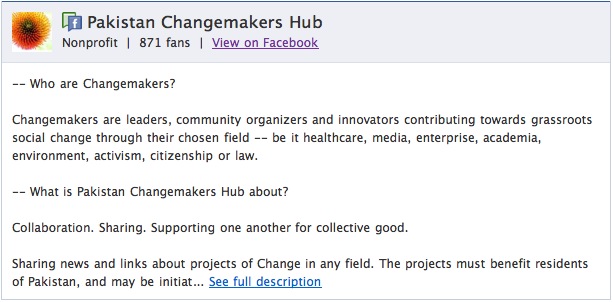 Pakistan Changemakers Hub
Nonprofit | 871 fans | View on Facebook
-- Who are Changemakers?
Changemakers are leaders, community organizers and innovators contributing towards grassroots
social change through their chosen field -- be it healthcare, media, enterprise, academia,
environment, activism, citizenship or law.
-- What is Pakistan Changemakers Hub about?
Collaboration. Sharing. Supporting one another for collective good.
Sharing news and links about projects of Change in any field. The projects must benefit residents
of Pakistan, and may be initiat... See full description